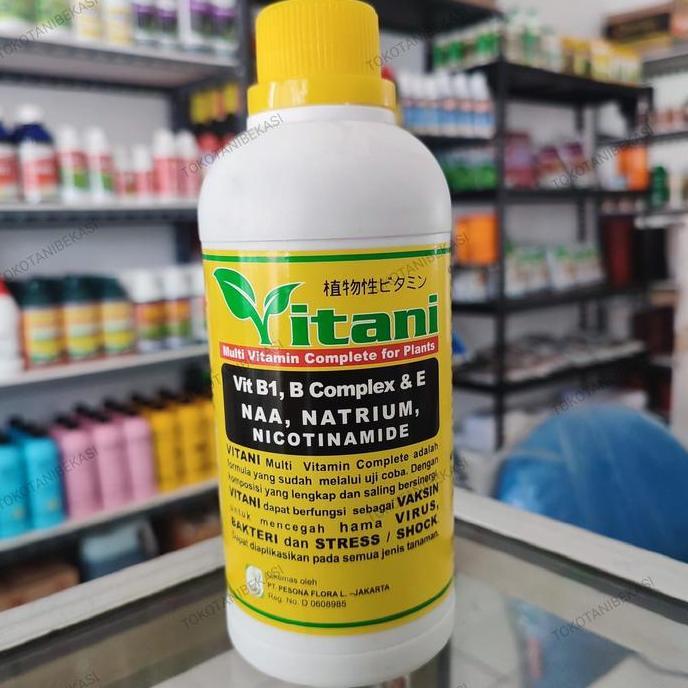 植物性ビタミン
Vitani
Multi Vitamin Complete for Plants
Vit B1, B Complex & E
NAA, NATRIUM,
NICOTINAMIDE
VITANI Multi Vitamin Complete adalah
formula yang sudah melalui uji coba. Dengan
komposisi yang lengkap dan saling bersinergi
VITANI dapat berfungsi sebagai VAKSIN
untuk mencegah hama VIRUS,
BAKTERI dan STRESS / SHOCK.
Dapat diaplikasikan pada semua jenis tanaman.
Dikemas oleh
PT. PESONA FLORA L. -JAKARTA
Reg. No. D 0608985
TOKOTANIBEKASI